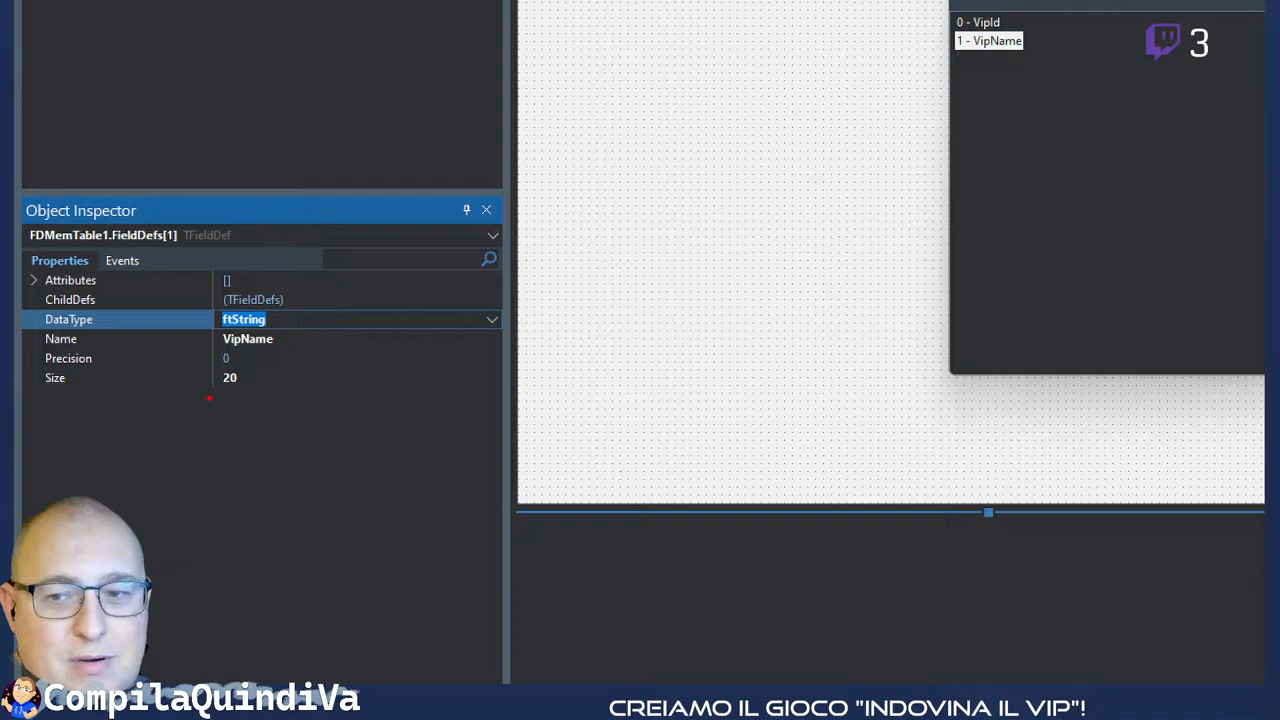 0 - VipId
1 - VipName
3
Object Inspector
FDMemTable1.FieldDefs[1] TFieldDef
Properties Events
Attributes []
ChildDefs (TFieldDefs)
DataType ftString
Name VipName
Precision 0
Size 20
CompilaQuindiVa
CREIAMO IL GIOCO "INDOVINA IL VIP"!